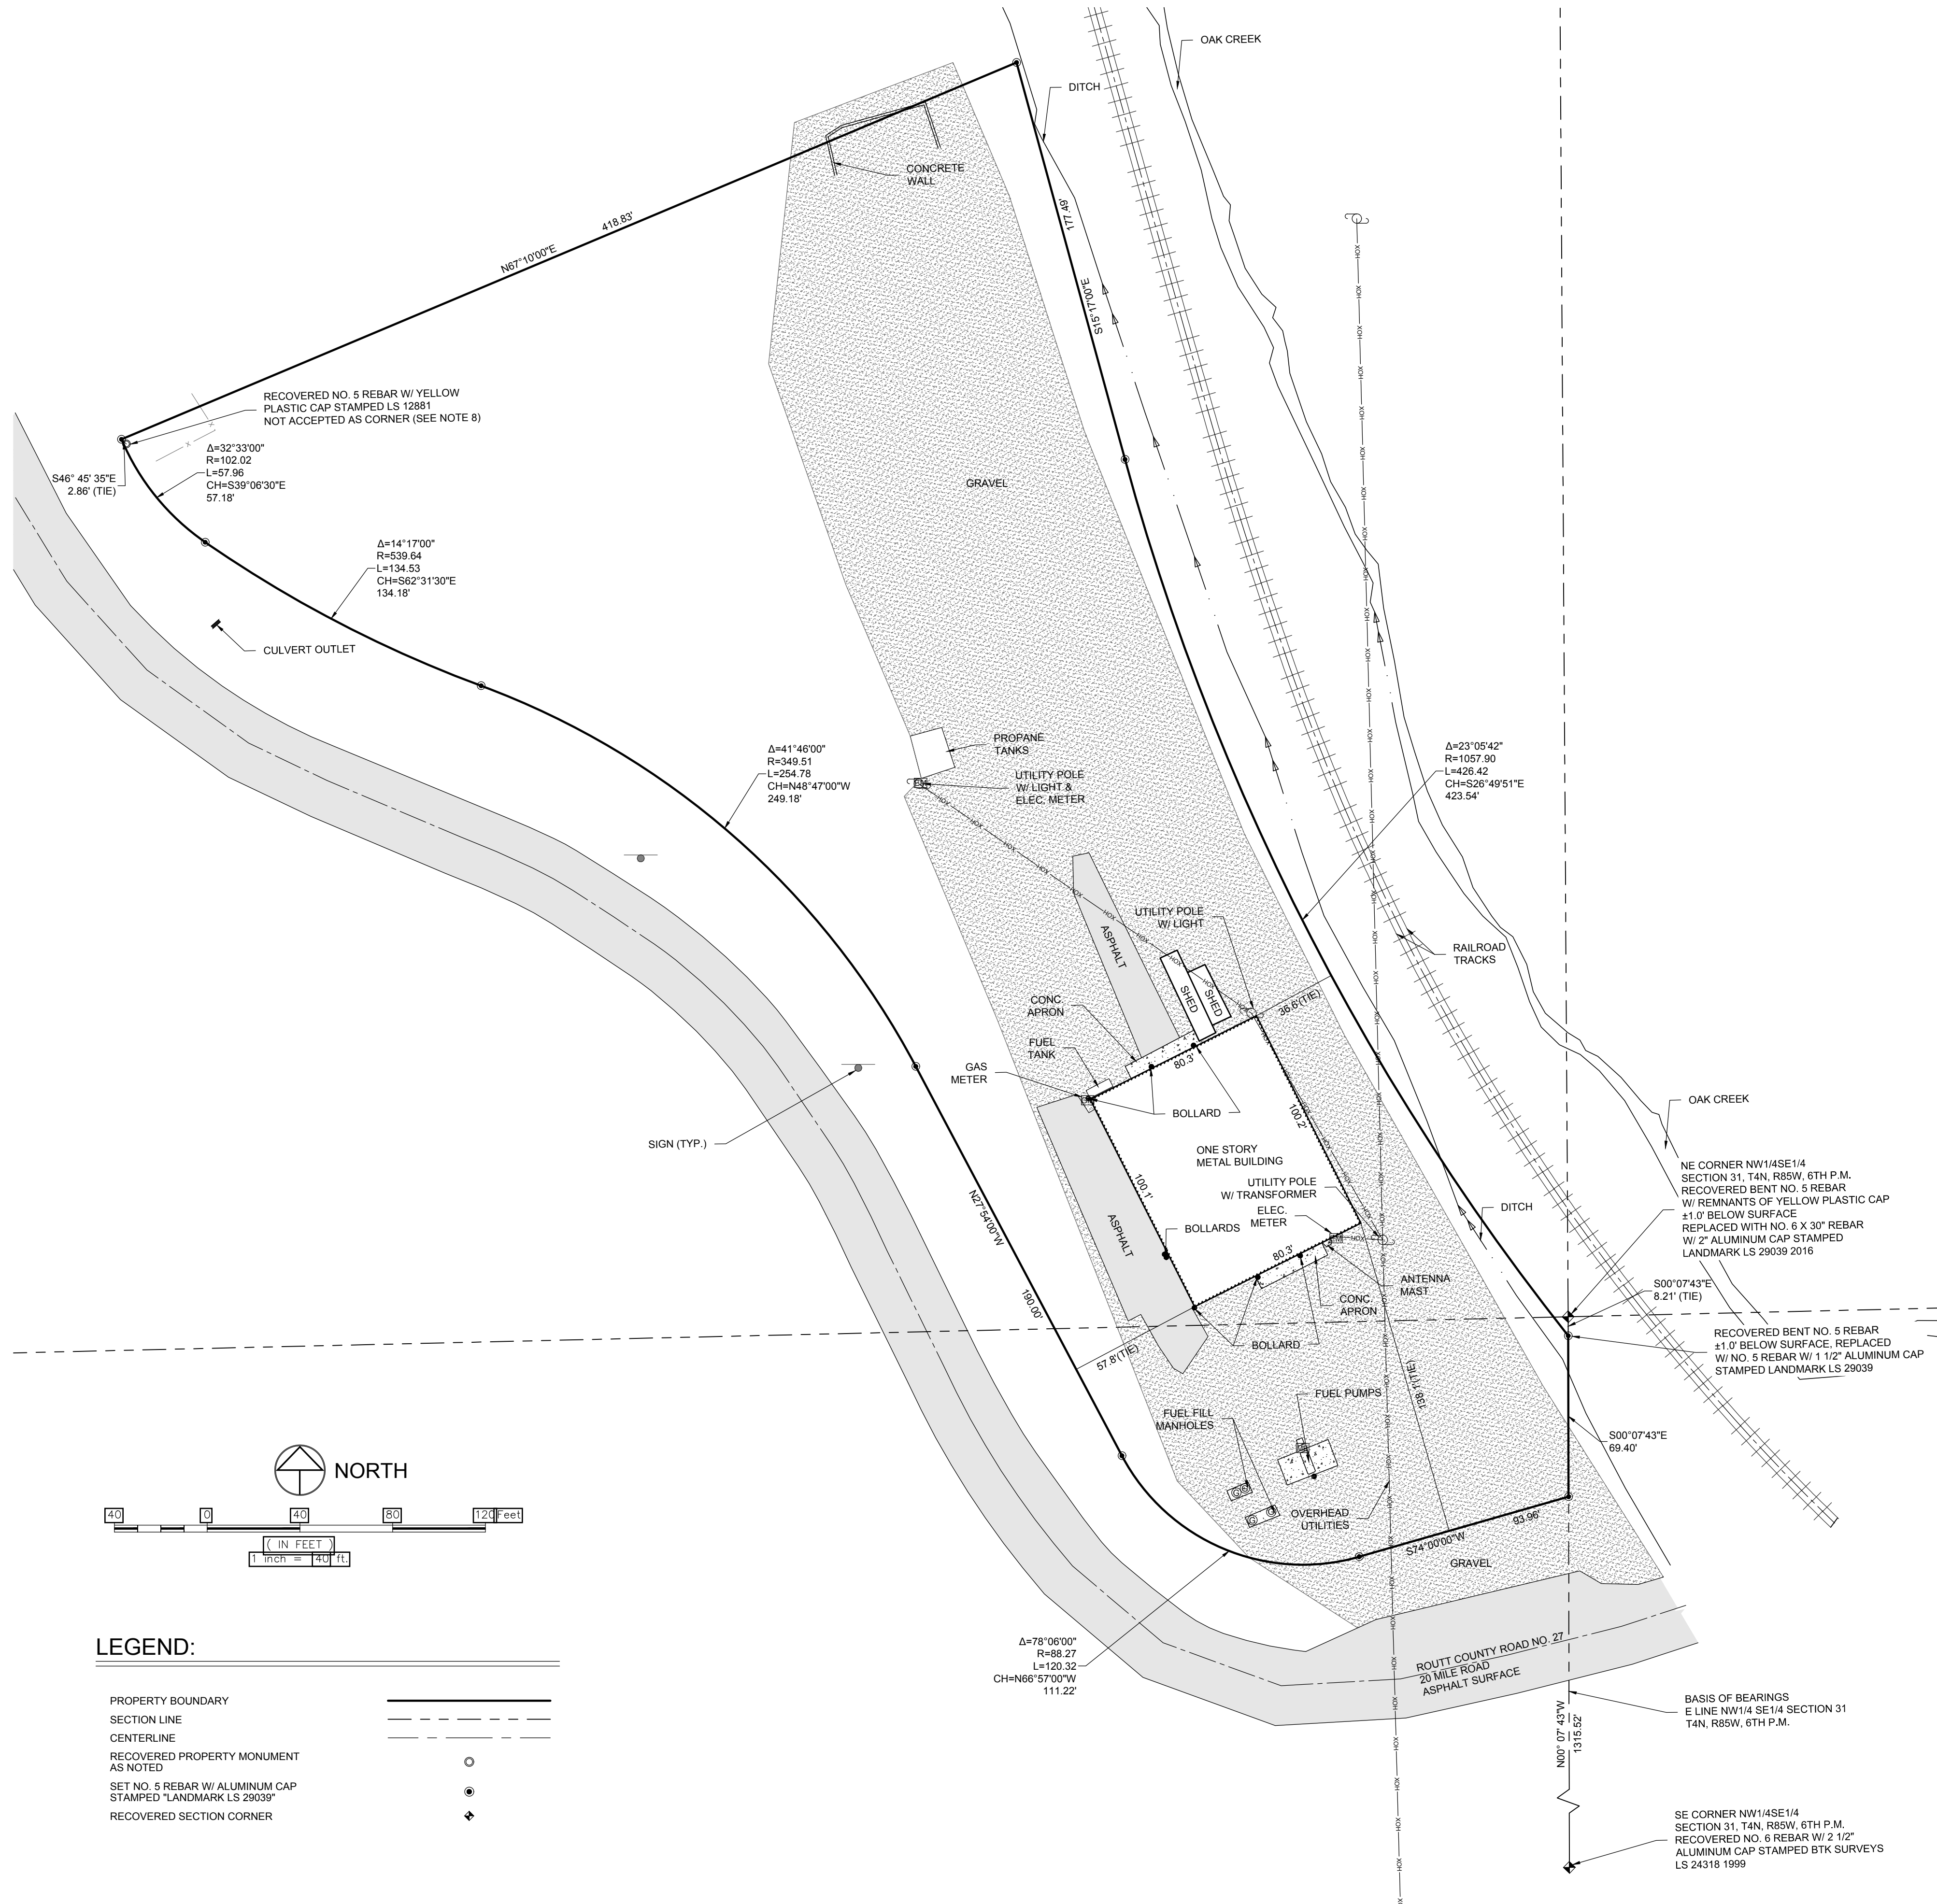 OAK CREEK
DITCH
CONCRETE
WALL
418.83'
N67°10'00"E
177.49'
S15°17'00"E
RECOVERED NO. 5 REBAR W/ YELLOW
PLASTIC CAP STAMPED LS 12881
NOT ACCEPTED AS CORNER (SEE NOTE 8)
Δ=32°33'00"
R=102.02
L=57.96
CH=S39°06'30"E
57.18'
S46° 45' 35"E
2.86' (TIE)
GRAVEL
Δ=14°17'00"
R=539.64
L=134.53
CH=S62°31'30"E
134.18'
CULVERT OUTLET
Δ=41°46'00"
R=349.51
L=254.78
CH=N48°47'00"W
249.18'
PROPANE
TANKS
UTILITY POLE
W/ LIGHT &
ELEC. METER
Δ=23°05'42"
R=1057.90
L=426.42
CH=S26°49'51"E
423.54'
UTILITY POLE
W/ LIGHT
ASPHALT
RAILROAD
TRACKS
SHED
SHED
36.6'(TIE)
CONC.
APRON
FUEL
TANK
80.3'
GAS
METER
BOLLARD
100.2'
SIGN (TYP.)
ONE STORY
METAL BUILDING
100.1'
UTILITY POLE
W/ TRANSFORMER
ELEC.
METER
BOLLARDS
80.3'
ASPHALT
ANTENNA
MAST
CONC.
APRON
BOLLARD
OAK CREEK
NE CORNER NW1/4SE1/4
SECTION 31, T4N, R85W, 6TH P.M.
RECOVERED BENT NO. 5 REBAR
W/ REMNANTS OF YELLOW PLASTIC CAP
±1.0' BELOW SURFACE
REPLACED WITH NO. 6 X 30" REBAR
W/ 2" ALUMINUM CAP STAMPED
LANDMARK LS 29039 2016
DITCH
S00°07'43"E
8.21' (TIE)
RECOVERED BENT NO. 5 REBAR
±1.0' BELOW SURFACE, REPLACED
W/ NO. 5 REBAR W/ 1 1/2" ALUMINUM CAP
STAMPED LANDMARK LS 29039
N27°54'00"W
190.00'
57.8'(TIE)
138.1'(TIE)
FUEL PUMPS
FUEL FILL
MANHOLES
OVERHEAD
UTILITIES
S00°07'43"E
69.40'
93.96'
S74°00'00"W
GRAVEL
Δ=78°06'00"
R=88.27
L=120.32
CH=N66°57'00"W
111.22'
ROUTT COUNTY ROAD NO. 27
20 MILE ROAD
ASPHALT SURFACE
N00° 07' 43"W
1315.52'
BASIS OF BEARINGS
E LINE NW1/4 SE1/4 SECTION 31
T4N, R85W, 6TH P.M.
SE CORNER NW1/4SE1/4
SECTION 31, T4N, R85W, 6TH P.M.
RECOVERED NO. 6 REBAR W/ 2 1/2"
ALUMINUM CAP STAMPED BTK SURVEYS
LS 24318 1999
NORTH
40 0 40 80 120 Feet
( IN FEET )
1 inch = 40 ft.
LEGEND:
PROPERTY BOUNDARY
SECTION LINE
CENTERLINE
RECOVERED PROPERTY MONUMENT
AS NOTED
SET NO. 5 REBAR W/ ALUMINUM CAP
STAMPED "LANDMARK LS 29039"
RECOVERED SECTION CORNER